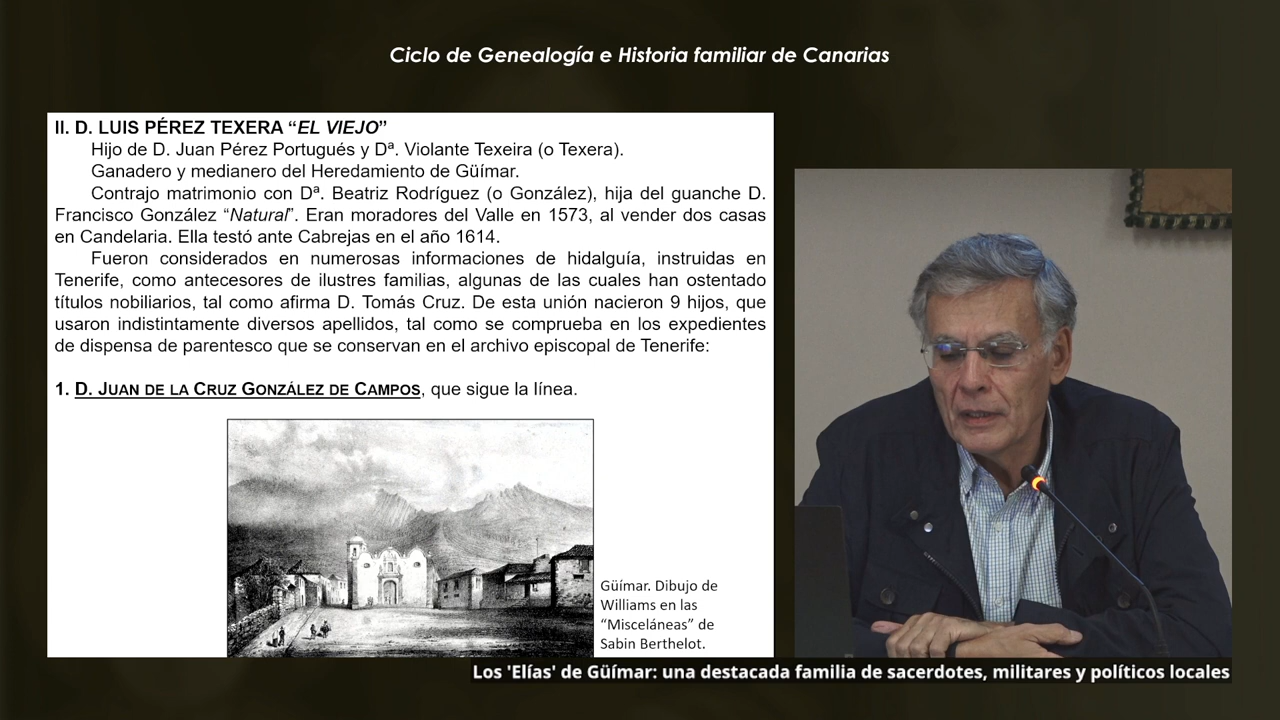 Ciclo de Genealogía e Historia familiar de Canarias
II. D. LUIS PÉREZ TEXERA “EL VIEJO”
Hijo de D. Juan Pérez Portugués y Dª. Violante Texeira (o Texera).
Ganadero y medianero del Heredamiento de Güímar.
Contrajo matrimonio con Dª. Beatriz Rodríguez (o González), hija del guanche D.
Francisco González “Natural”. Eran moradores del Valle en 1573, al vender dos casas
en Candelaria. Ella testó ante Cabrejas en el año 1614.
Fueron considerados en numerosas informaciones de hidalguía, instruidas en
Tenerife, como antecesores de ilustres familias, algunas de las cuales han ostentado
títulos nobiliarios, tal como afirma D. Tomás Cruz. De esta unión nacieron 9 hijos, que
usaron indistintamente diversos apellidos, tal como se comprueba en los expedientes
de dispensa de parentesco que se conservan en el archivo episcopal de Tenerife:
1. D. JUAN DE LA CRUZ GONZÁLEZ DE CAMPOS, que sigue la línea.
Güímar. Dibujo de
Williams en las
“Misceláneas” de
Sabin Berthelot.
Los 'Elías' de Güímar: una destacada familia de sacerdotes, militares y políticos locales